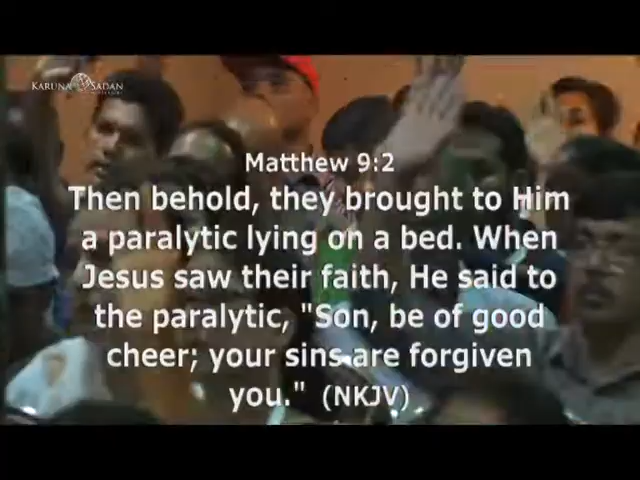 KARUNA SADAN
Matthew 9:2
Then behold, they brought to Him
a paralytic lying on a bed. When
Jesus saw their faith, He said to
the paralytic, "Son, be of good
cheer; your sins are forgiven
you." (NKJV)